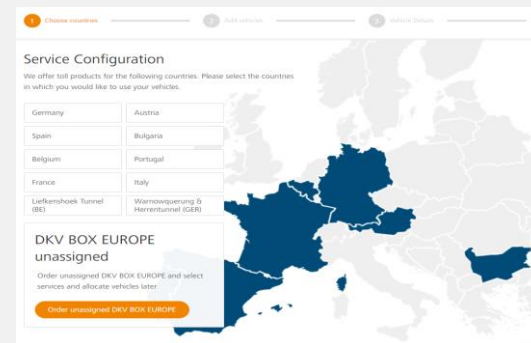 1 Choose countries 2 Add vehicles 3 Vehicle Details
Service Configuration
We offer toll products for the following countries. Please select the countries
in which you would like to use your vehicles.
Germany Austria
Spain Bulgaria
Belgium Portugal
France Italy
Liefkenshoek Tunnel (BE)
Warnowquerung & Herrentunnel (GER)
DKV BOX EUROPE
unassigned
Order unassigned DKV BOX EUROPE and select
services and allocate vehicles later
Order unassigned DKV BOX EUROPE